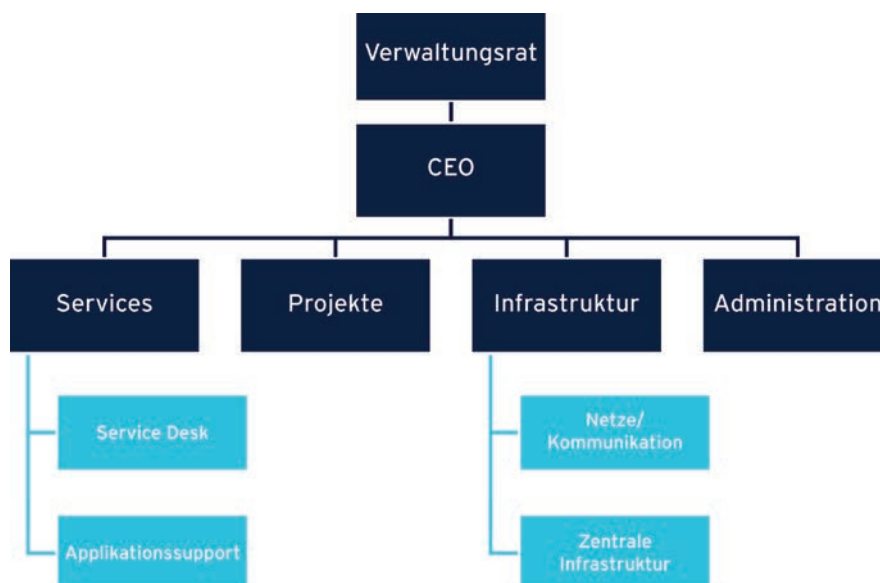 Verwaltungsrat
CEO
Services
Projekte
Infrastruktur
Administration
Service Desk
Netze/
Kommunikation
Applikationssupport
Zentrale
Infrastruktur